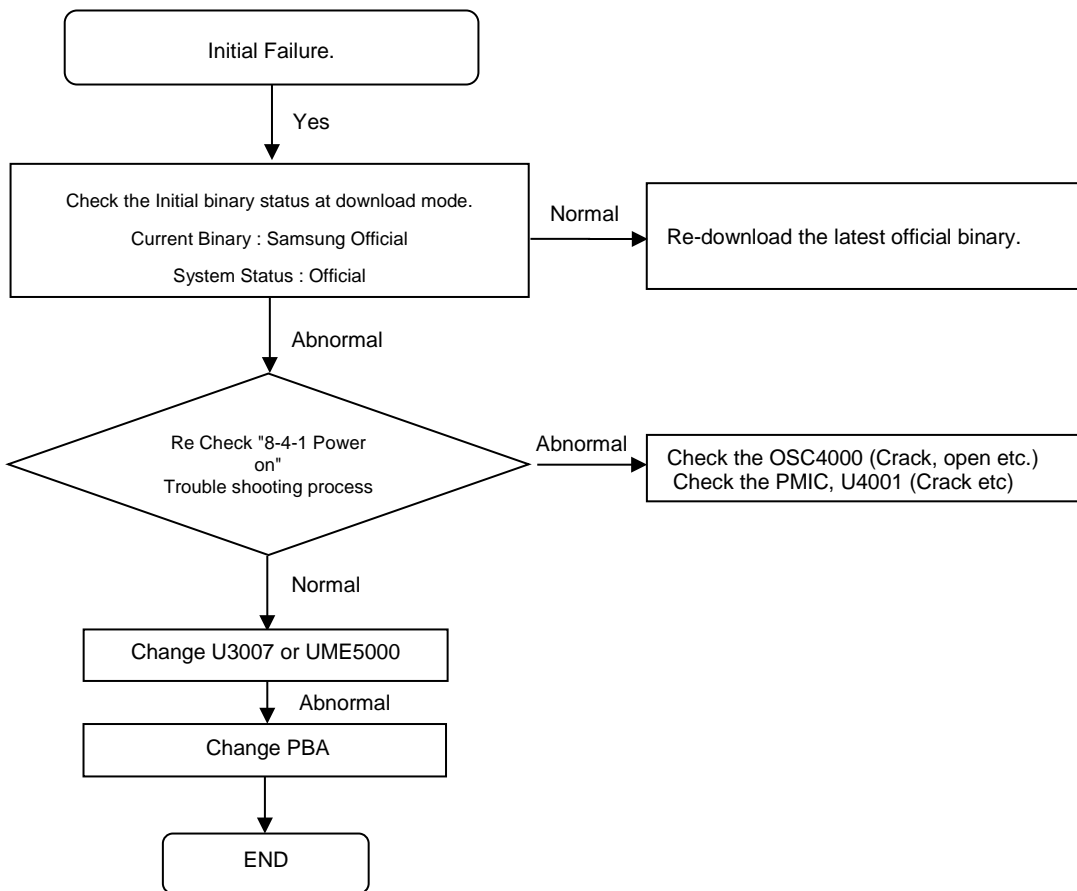 Initial Failure.
Yes
Check the Initial binary status at download mode.
Current Binary : Samsung Official
System Status : Official
Normal
Re-download the latest official binary.
Abnormal
Re Check "8-4-1 Power
on"
Trouble shooting process
Abnormal
Check the OSC4000 (Crack, open etc.)
Check the PMIC, U4001 (Crack etc)
Normal
Change U3007 or UME5000
Abnormal
Change PBA
END